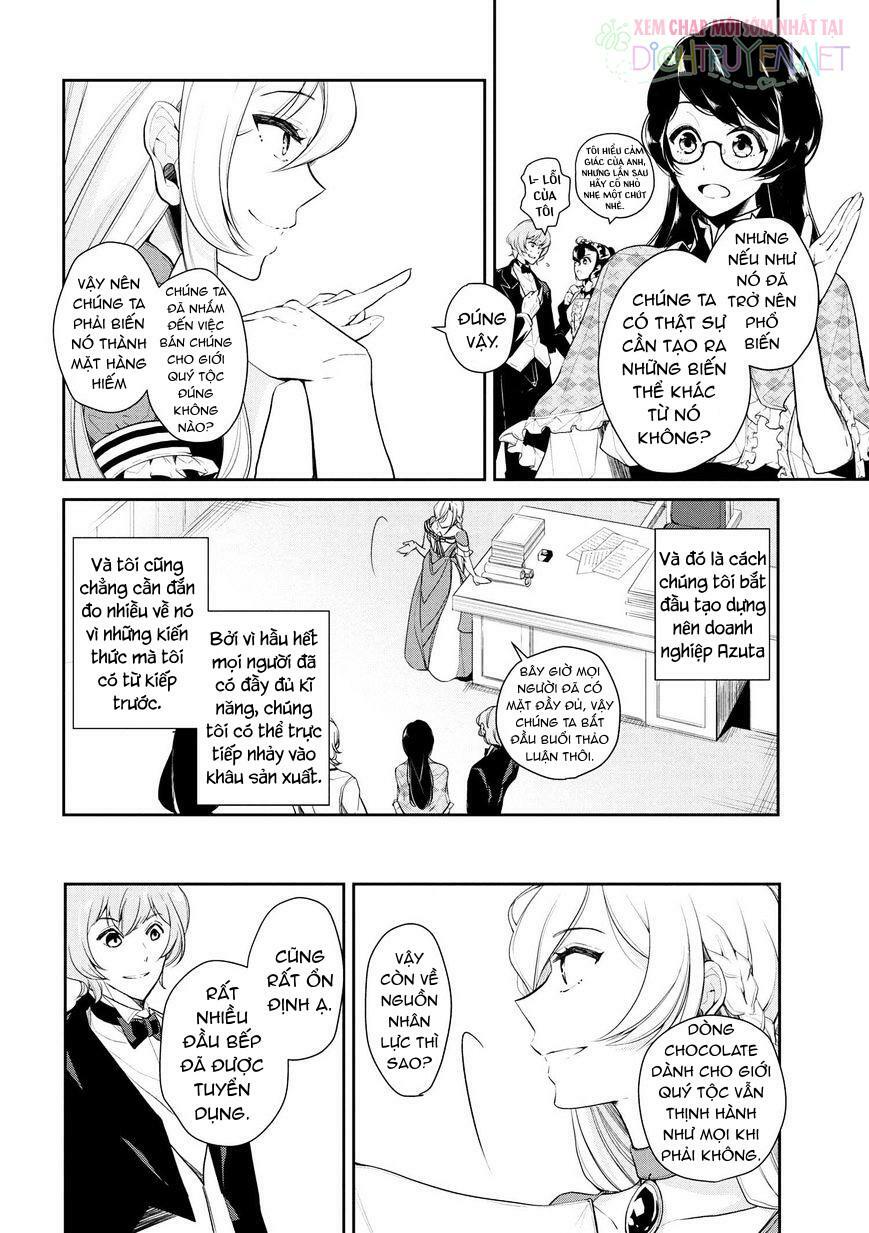 XEM CHAP MỚI SỚM NHẤT TẠI
DICHTRUYEN.NET
NHƯNG
NẾU NHƯ
NÓ ĐÃ
TRỞ NÊN
PHỔ
BIẾN
CHÚNG TA
CÓ THẬT SỰ
CẦN TẠO RA
NHỮNG BIẾN
THỂ KHÁC
TỪ NÓ
KHÔNG?
TÔI HIỂU CẢM
GIÁC CỦA ANH,
NHƯNG LẦN SAU
HÃY CỐ NHỎ
NHẸ MỘT CHÚT
NHÉ.
L- LỖI
CỦA
TÔI
ĐÚNG
VẬY.
CHÚNG TA
ĐÃ NHẮM
ĐẾN VIỆC
BÁN CHÚNG
CHO GIỚI
QUÝ TỘC
ĐÚNG
KHÔNG
NÀO?
VẬY NÊN
CHÚNG TA
PHẢI BIẾN
NÓ THÀNH
MẶT HÀNG
HIẾM
Và đó là cách
chúng tôi bắt
đầu tạo dựng
nên doanh
nghiệp Azuta
BÂY GIỜ MỌI
NGƯỜI ĐÃ CÓ
MẶT ĐẦY ĐỦ, VẬY
CHÚNG TA BẮT
ĐẦU BUỔI THẢO
LUẬN THÔI.
Bởi vì hầu hết
mọi người đã
có đầy đủ kĩ
năng, chúng
tôi có thể trực
tiếp nhảy vào
khâu sản xuất.
Và tôi cũng
chẳng cần đắn
đo nhiều về nó
vì những kiến
thức mà tôi
có từ kiếp
trước.
DÒNG
CHOCOLATE
DÀNH CHO GIỚI
QUÝ TỘC VẪN
THỊNH HÀNH
NHƯ MỌI KHI
PHẢI KHÔNG.
VẬY
CÒN VỀ
NGUỒN
NHÂN
LỰC THÌ
SAO?
CŨNG
RẤT ỔN
ĐỊNH Ạ.
RẤT
NHIỀU
ĐẦU BẾP
ĐÃ ĐƯỢC
TUYỂN
DỤNG.